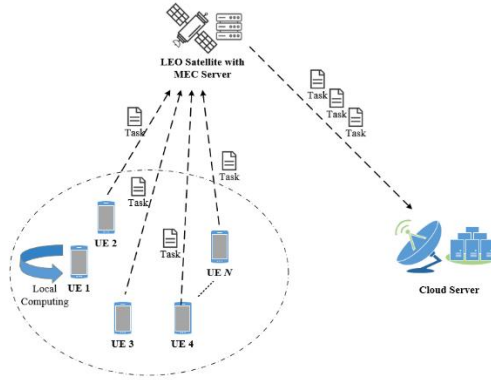 LEO Satellite with
MEC Server
Task
Task
Task
Task
Task
Task
Task
UE 2
UE N
Local
Computing
UE 1
UE 3
UE 4
Cloud Server